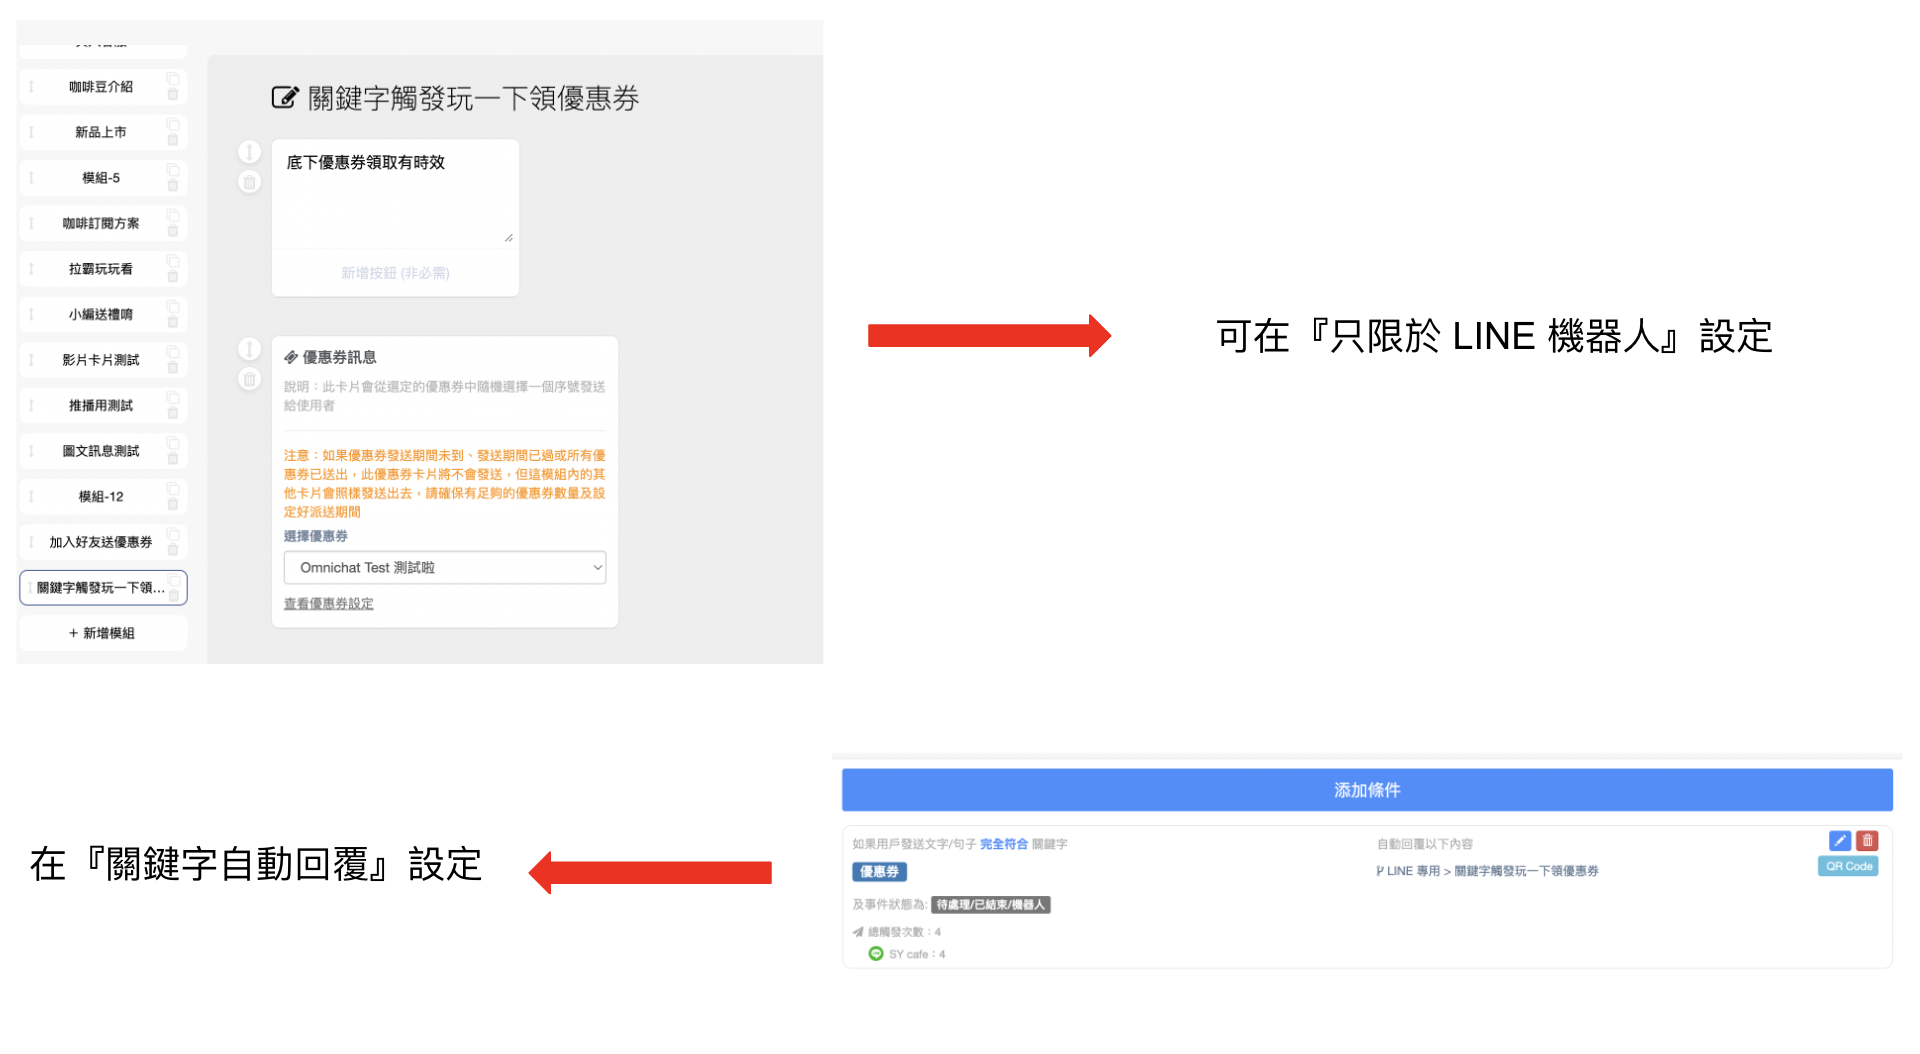 咖啡豆介紹
新品上市
模組-5
咖啡訂閱方案
拉霸玩玩看
小編送禮唷
影片卡片測試
推播用測試
圖文訊息測試
模組-12
加入好友送優惠券
關鍵字觸發玩一下領...
+ 新增模組
關鍵字觸發玩一下領優惠券
底下優惠券領取有時效
新增按鈕 (非必需)
優惠券訊息
說明：此卡片會從選定的優惠券中隨機選擇一個序號發送
給使用者
注意：如果優惠券發送期間未到、發送期間已過或所有優
惠券已送出，此優惠券卡片將不會發送，但這模組內的其
他卡片會照樣發送出去，請確保有足夠的優惠券數量及設
定好派送期間
選擇優惠券
Omnichat Test 測試啦
查看優惠券設定
可在『只限於 LINE 機器人』設定
在『關鍵字自動回覆』設定
添加條件
如果用戶發送文字/句子 完全符合 關鍵字
優惠券
及事件狀態為: 待處理/已結束/機器人
總觸發次數：4
SY cafe：4
自動回覆以下內容
LINE 專用 > 關鍵字觸發玩一下領優惠券
QR Code